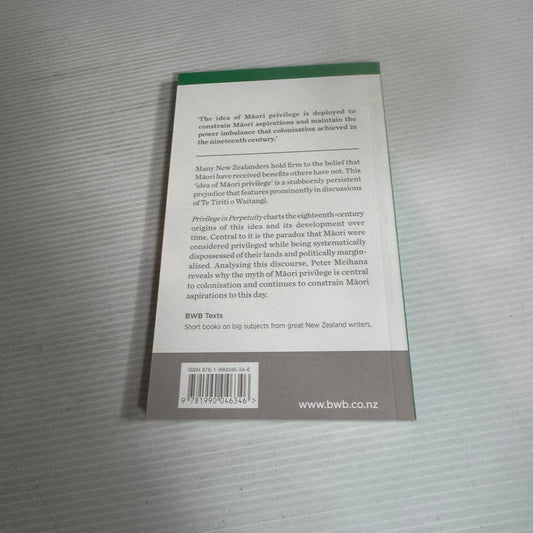 'The idea of Māori privilege is deployed to
constrain Māori aspirations and maintain the
power imbalance that colonisation achieved in
the nineteenth century.'
Many New Zealanders hold firm to the belief that
Māori have received benefits others have not. This
'idea of Māori privilege' is a stubbornly persistent
prejudice that features prominently in discussions
of Te Tiriti o Waitangi.
Privilege in Perpetuity charts the eighteenth-century
origins of this idea and its development over
time. Central to it is the paradox that Māori were
considered privileged while being systematically
dispossessed of their lands and politically margin-
alised. Analysing this discourse, Peter Meihana
reveals why the myth of Māori privilege is central
to colonisation and continues to constrain Māori
aspirations to this day.
BWB Texts
Short books on big subjects from great New Zealand writers.
ISBN 978-1-990046-34-6
9 781990 046346 >
www.bwb.co.nz